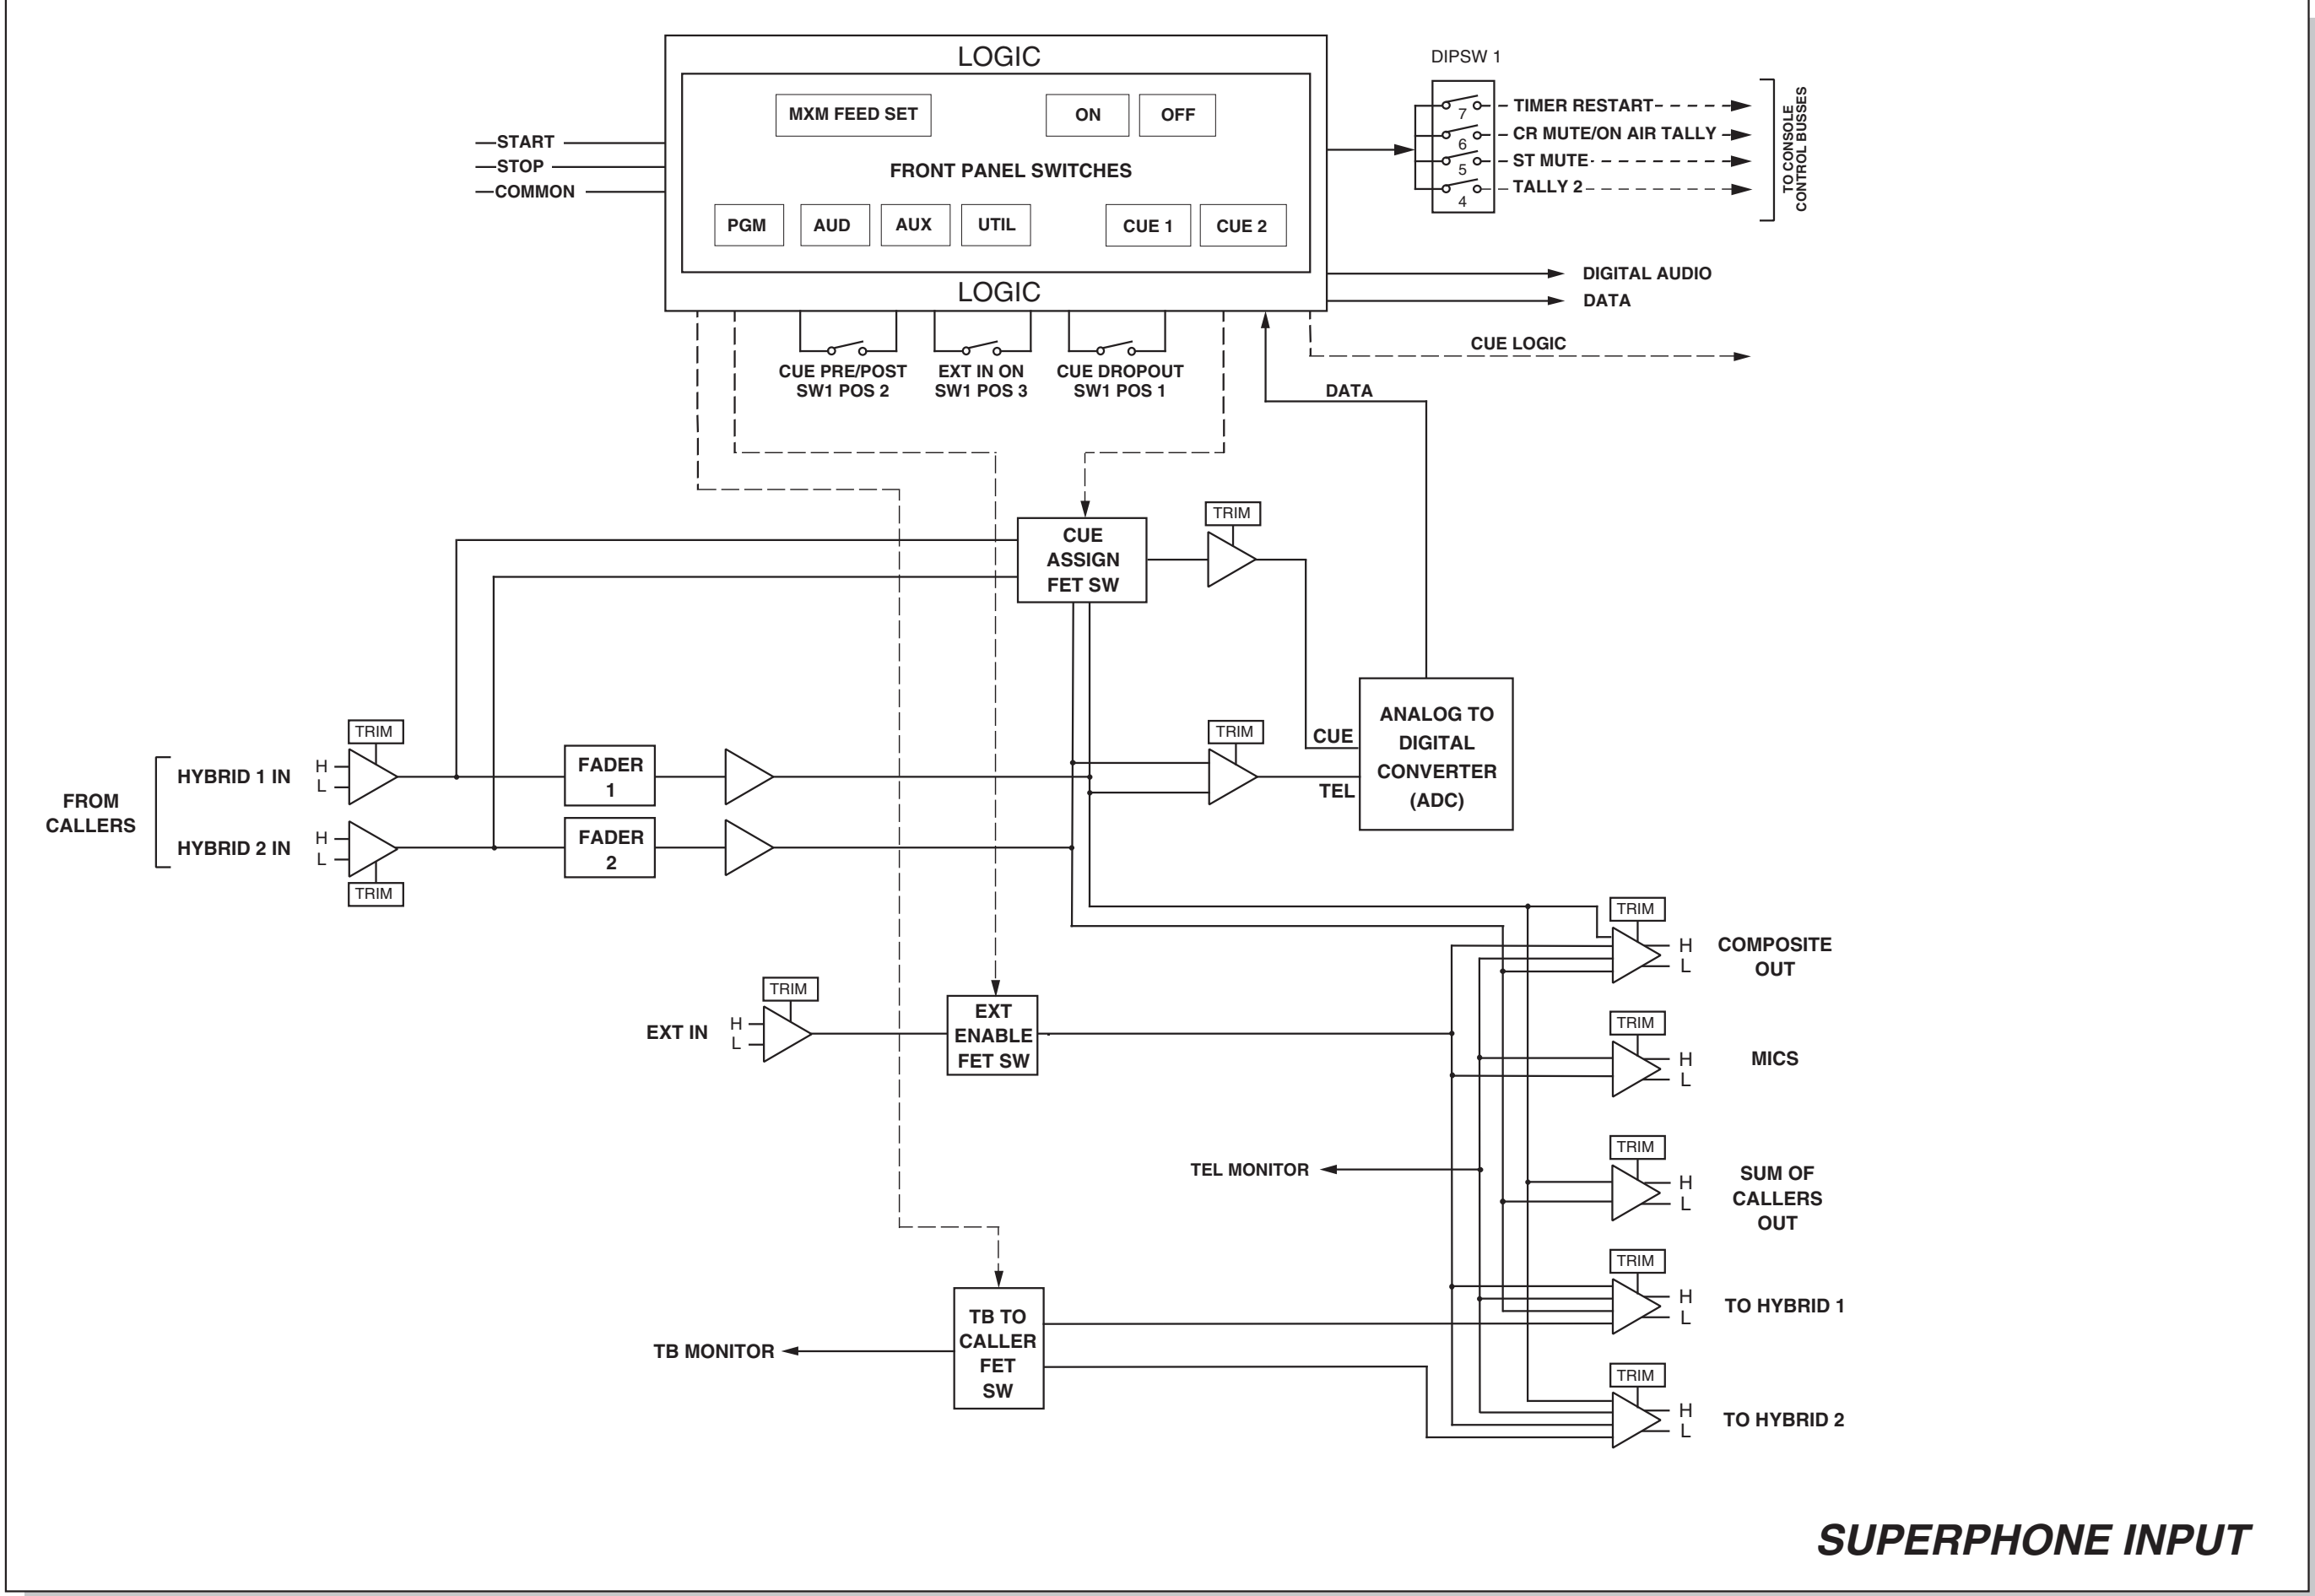 LOGIC
MXM FEED SET
ON
OFF
FRONT PANEL SWITCHES
PGM
AUD
AUX
UTIL
CUE 1
CUE 2
LOGIC
START
STOP
COMMON
DIPSW 1
7
TIMER RESTART
6
CR MUTE/ON AIR TALLY
5
ST MUTE
4
TALLY 2
TO CONSOLE
CONTROL BUSSES
DIGITAL AUDIO
DATA
CUE LOGIC
CUE PRE/POST
SW1 POS 2
EXT IN ON
SW1 POS 3
CUE DROPOUT
SW1 POS 1
DATA
CUE
ASSIGN
FET SW
TRIM
FROM
CALLERS
HYBRID 1 IN
H
L
TRIM
FADER
1
HYBRID 2 IN
H
L
TRIM
FADER
2
TRIM
CUE
TEL
ANALOG TO
DIGITAL
CONVERTER
(ADC)
TRIM
H
L
COMPOSITE
OUT
EXT IN
H
L
TRIM
EXT
ENABLE
FET SW
TRIM
H
L
MICS
TEL MONITOR
TRIM
H
L
SUM OF
CALLERS
OUT
TRIM
H
L
TO HYBRID 1
TB MONITOR
TB TO
CALLER
FET
SW
TRIM
H
L
TO HYBRID 2
SUPERPHONE INPUT